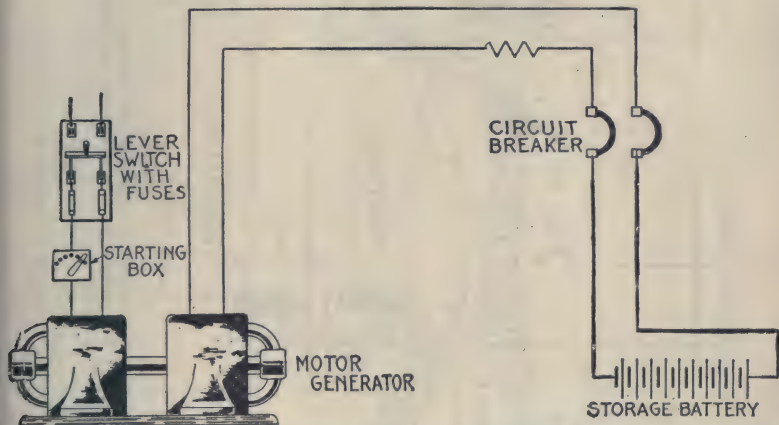 LEVER
SWITCH
WITH
FUSES
STARTING
BOX
CIRCUIT
BREAKER
MOTOR
GENERATOR
STORAGE BATTERY